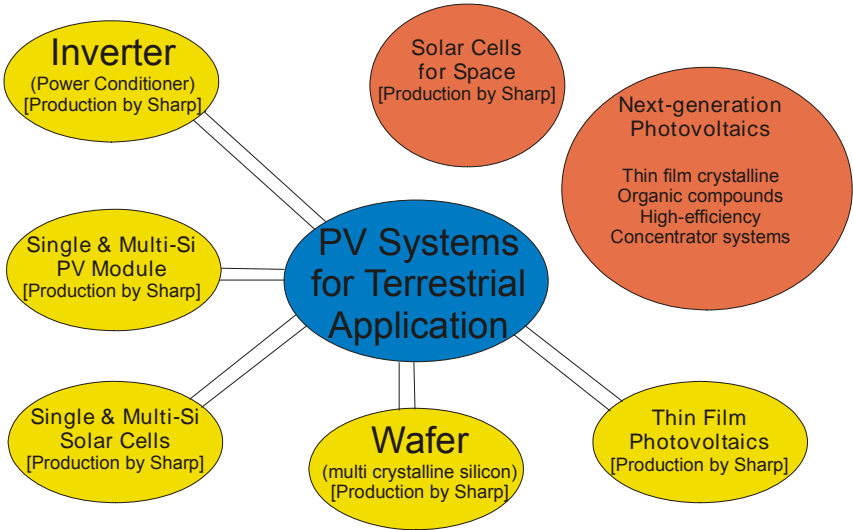 Inverter
(Power Conditioner)
[Production by Sharp]
Solar Cells
for Space
[Production by Sharp]
Next-generation
Photovoltaics
Thin film crystalline
Organic compounds
High-efficiency
Concentrator systems
Single & Multi-Si
PV Module
[Production by Sharp]
PV Systems
for Terrestrial
Application
Single & Multi-Si
Solar Cells
[Production by Sharp]
Wafer
(multi crystalline silicon)
[Production by Sharp]
Thin Film
Photovoltaics
[Production by Sharp]